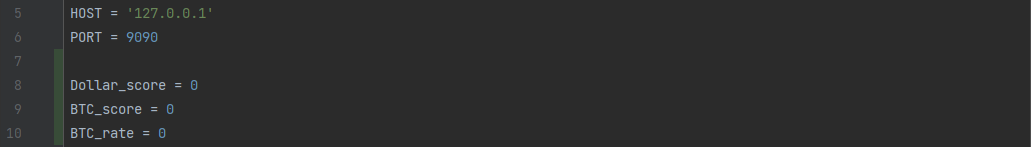 5 HOST = '127.0.0.1'
6 PORT = 9090
7
8 Dollar_score = 0
9 BTC_score = 0
10 BTC_rate = 0